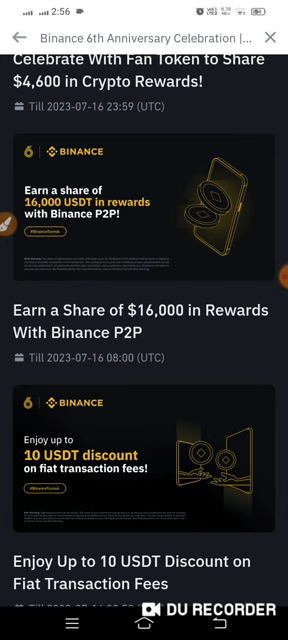 2:56
Binance 6th Anniversary Celebration |...
Celebrate With Fan Token to Share
$4,600 in Crypto Rewards!
Till 2023-07-16 23:59 (UTC)
BINANCE
Earn a share of
16,000 USDT in rewards
with Binance P2P!
Earn a Share of $16,000 in Rewards
With Binance P2P
Till 2023-07-16 08:00 (UTC)
BINANCE
Enjoy up to
10 USDT discount
on fiat transaction fees!
Enjoy Up to 10 USDT Discount on
Fiat Transaction Fees
DU RECORDER